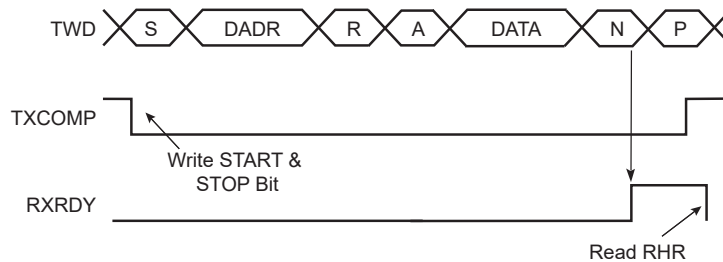 TWD S DADR R A DATA N P
TXCOMP
Write START &
STOP Bit
RXRDY
Read RHR